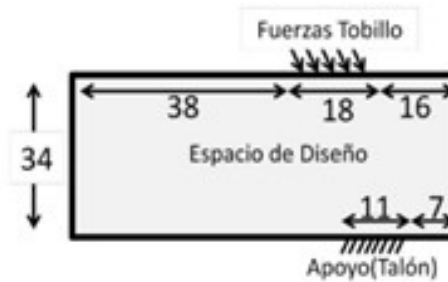 Fuerzas Tobillo
38
18
16
34
Espacio de Diseño
11
7
Apoyo(Talón)